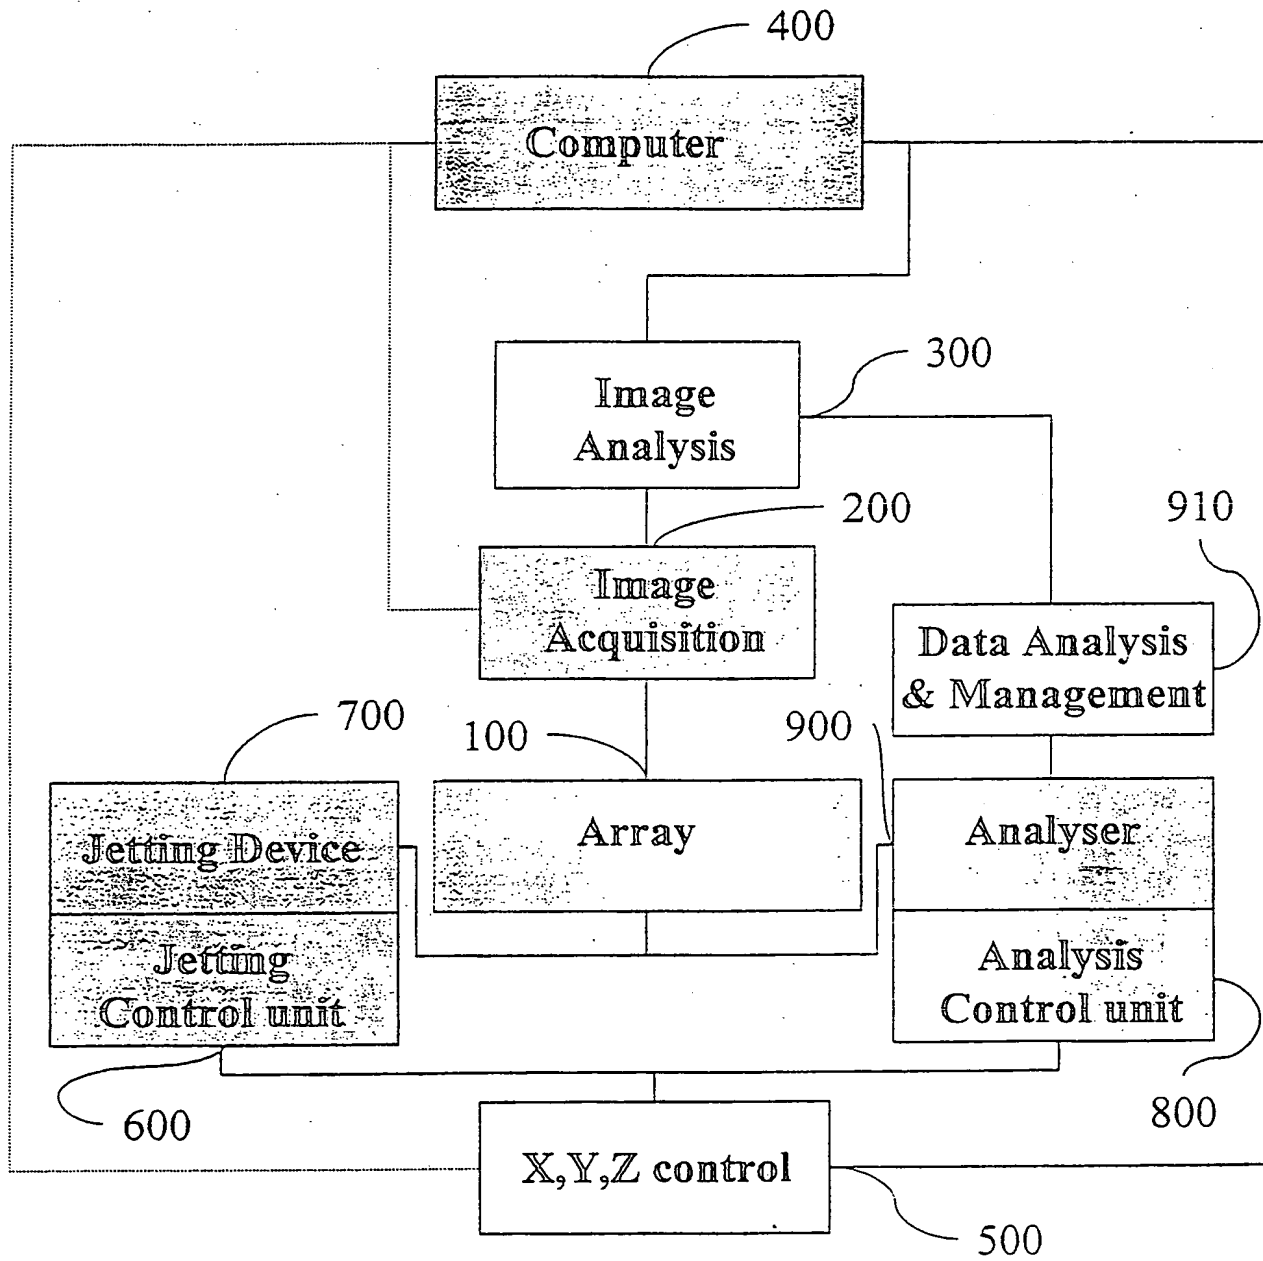 400
Computer
300
Image
Analysis
200
910
Image
Acquisition
Data Analysis
& Management
700
100
900
Jetting Device
Array
Analyser
Jetting
Control unit
Analysis
Control unit
600
800
X,Y,Z control
500